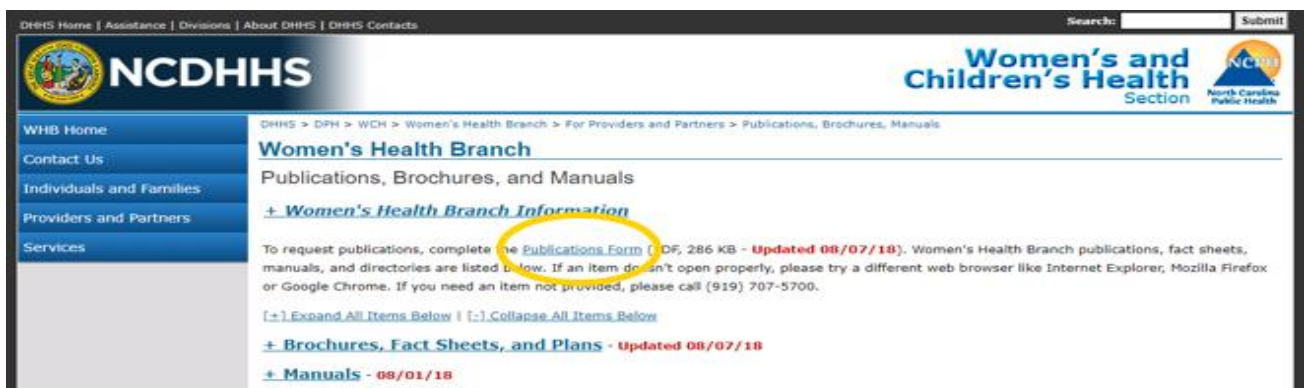 DHHS Home | Assistance | Divisions | About DHHS | DHHS Contacts
Search:
Submit
NCDHHS
Women's and
Children's Health
Section
NCPH
North Carolina
Public Health
WHB Home
Contact Us
Individuals and Families
Providers and Partners
Services
DHHS > DPH > WCH > Women's Health Branch > For Providers and Partners > Publications, Brochures, Manuals
Women's Health Branch
Publications, Brochures, and Manuals
+ Women's Health Branch Information
To request publications, complete the Publications Form (PDF, 286 KB - Updated 08/07/18). Women's Health Branch publications, fact sheets,
manuals, and directories are listed below. If an item doesn't open properly, please try a different web browser like Internet Explorer, Mozilla Firefox
or Google Chrome. If you need an item not provided, please call (919) 707-5700.
[+] Expand All Items Below | [-] Collapse All Items Below
+ Brochures, Fact Sheets, and Plans - Updated 08/07/18
+ Manuals - 08/01/18